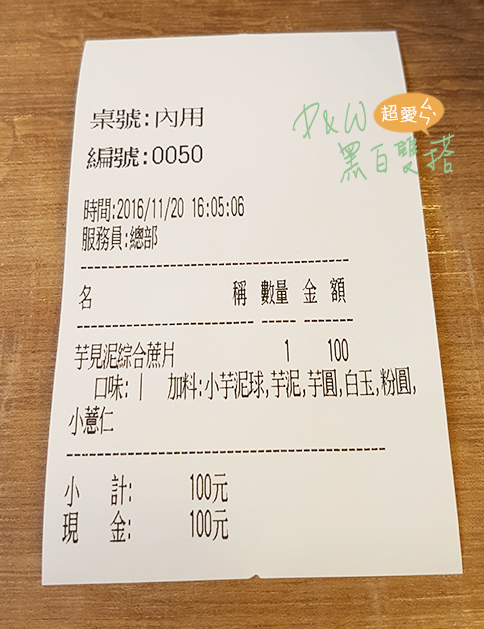 桌號:內用
編號:0050
P&W
超愛ㄙㄅ
黑白雙搭
時間:2016/11/20 16:05:06
服務員:總部
名 稱 數量 金 額
芋見泥綜合蔗片 1 100
口味:| 加料:小芋泥球,芋泥,芋圓,白玉,粉圓,
小薏仁
小 計: 100元
現 金: 100元